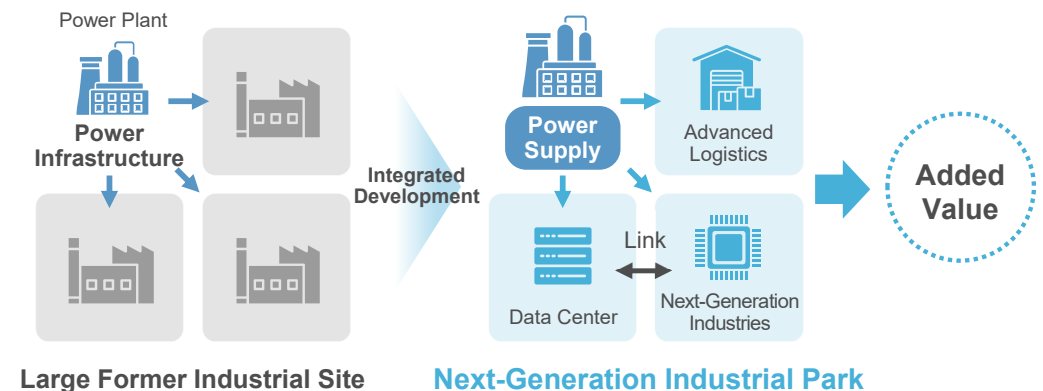 Power Plant
Power
Infrastructure
Integrated
Development
Power
Supply
Advanced
Logistics
Link
Data Center
Next-Generation
Industries
Added
Value
Large Former Industrial Site
Next-Generation Industrial Park